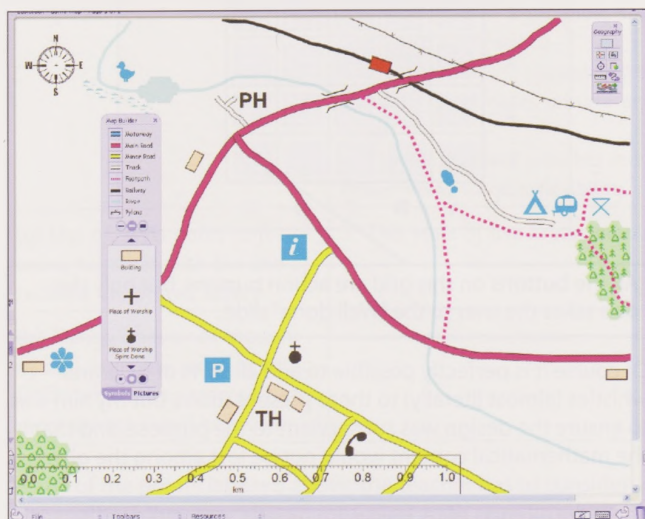 N
W E
S
Geography
PH
Map Builder
Motorway
Main Road
Minor Road
Track
Footpath
Railway
River
Pylons
i
Building
Place of Worship
Place of Worship
Spire Dome
P
Symbols Pictures
TH
0.0 0.1 0.2 0.3 0.4 0.5 0.6 0.7 0.8 0.9 1.0
km
File Toolbars Resources